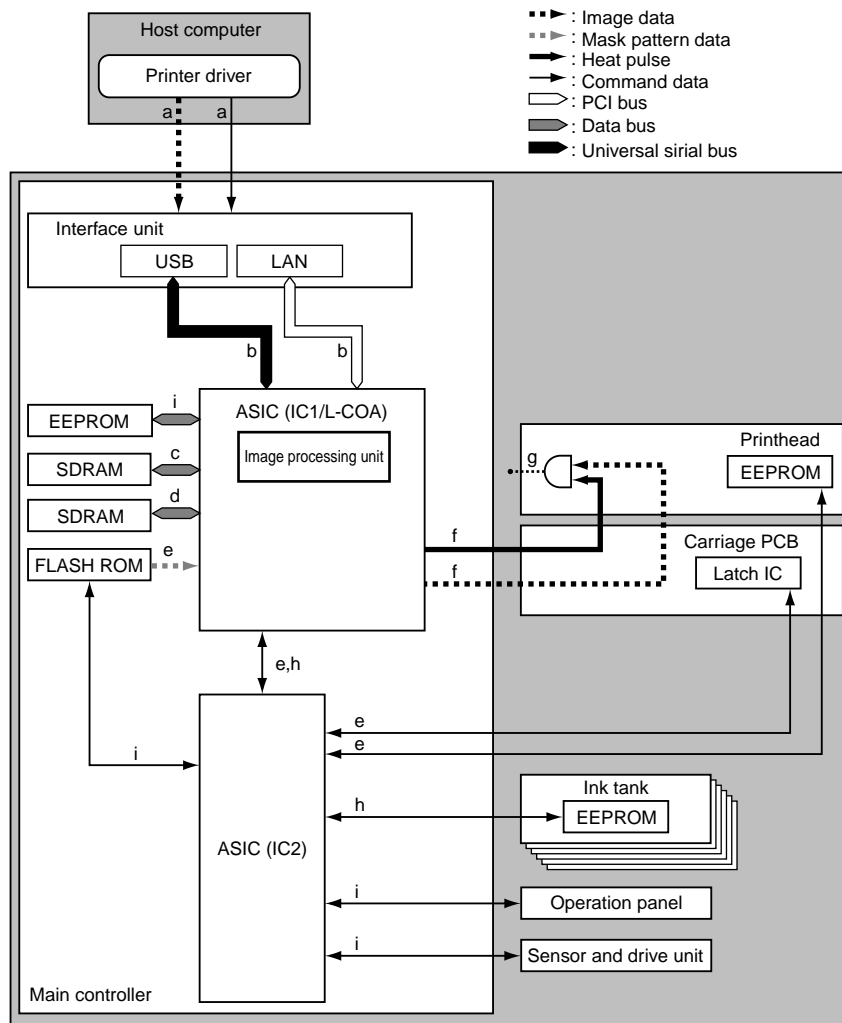 Host computer
Printer driver
a
a
: Image data
: Mask pattern data
: Heat pulse
: Command data
: PCI bus
: Data bus
: Universal sirial bus
Interface unit
USB
LAN
b
b
EEPROM
i
ASIC (IC1/L-COA)
Image processing unit
SDRAM
c
SDRAM
d
FLASH ROM
e
g
Printhead
EEPROM
f
f
Carriage PCB
Latch IC
e,h
e
e
i
h
Ink tank
EEPROM
ASIC (IC2)
i
Operation panel
i
Sensor and drive unit
Main controller